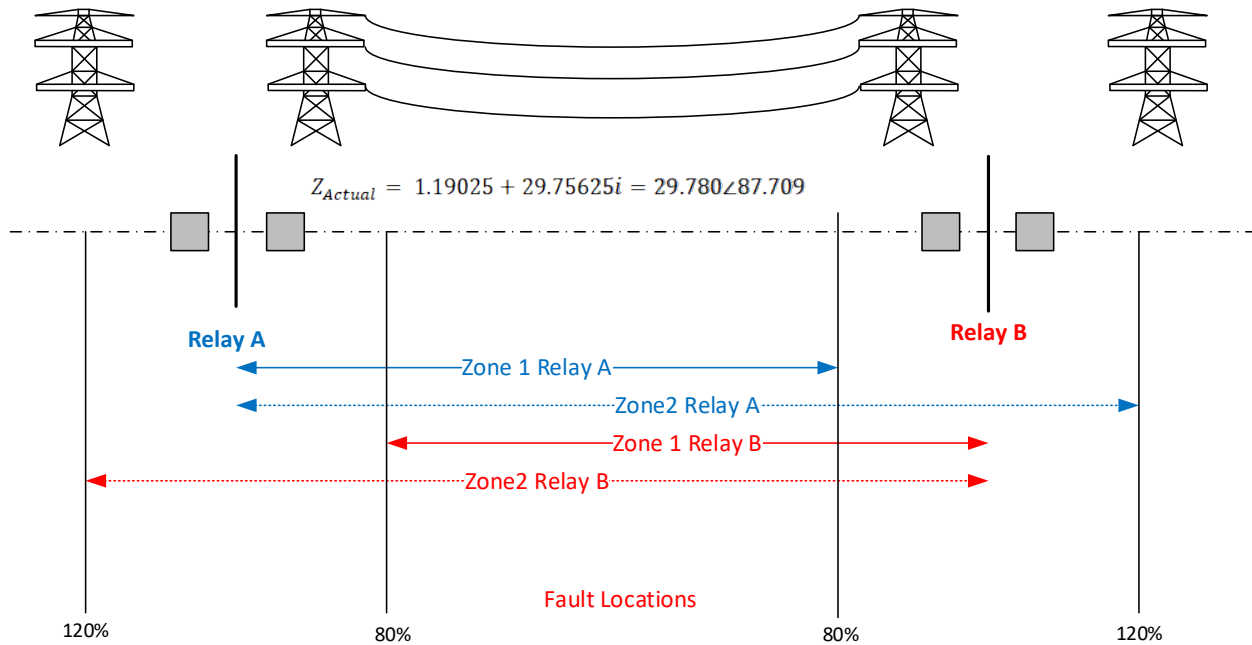 Z_Actual = 1.19025 + 29.75625i = 29.780∠87.709
Relay A
Relay B
Zone 1 Relay A
Zone2 Relay A
Zone 1 Relay B
Zone2 Relay B
Fault Locations
120%
80%
80%
120%